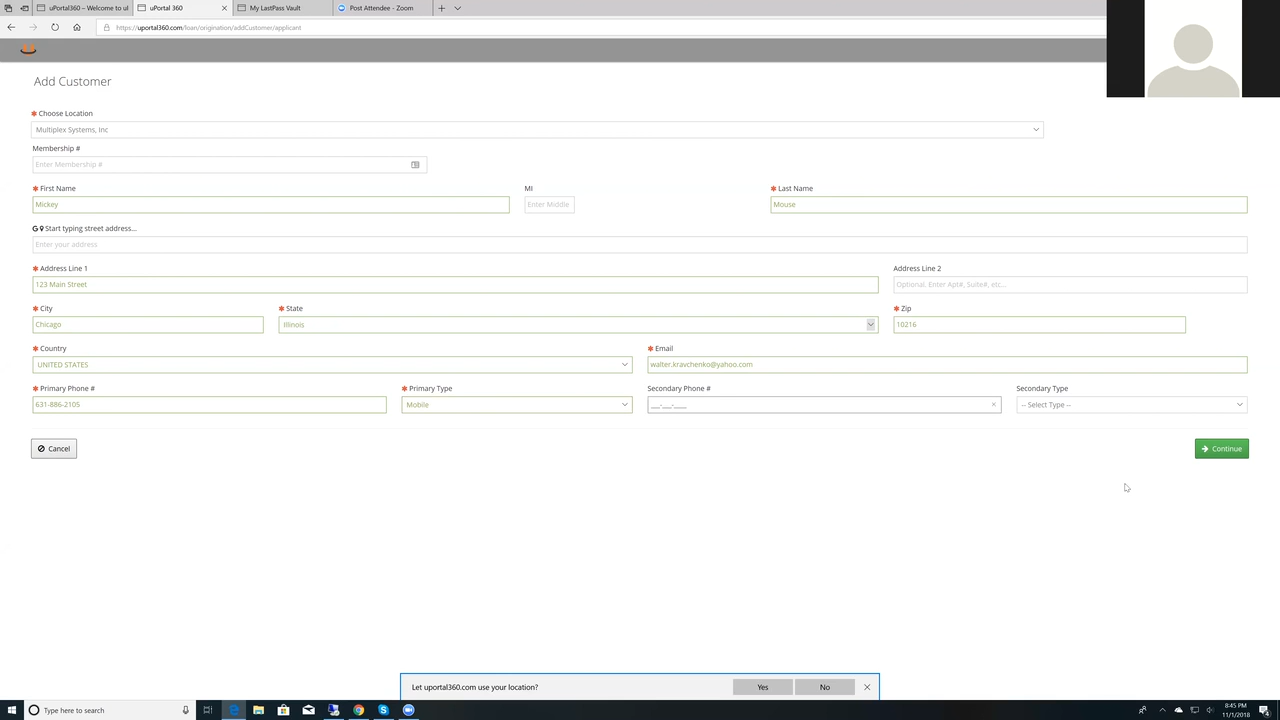 uPortal360 – Welcome to ul
uPortal 360
My LastPass Vault
Post Attendee - Zoom
https://uportal360.com/loan/origination/addCustomer/applicant
Add Customer
✱ Choose Location
Multiplex Systems, Inc
Membership #
Enter Membership #
✱ First Name
MI
✱ Last Name
Mickey
Enter Middle
Mouse
G Start typing street address...
Enter your address
✱ Address Line 1
Address Line 2
123 Main Street
Optional. Enter Apt#, Suite#, etc...
✱ City
✱ State
✱ Zip
Chicago
Illinois
10216
✱ Country
✱ Email
UNITED STATES
walter.kravchenko@yahoo.com
✱ Primary Phone #
✱ Primary Type
Secondary Phone #
Secondary Type
631-886-2105
Mobile
___-___-____
-- Select Type --
Cancel
Continue
Let uportal360.com use your location?
Yes
No
Type here to search
8:45 PM
11/1/2018
4